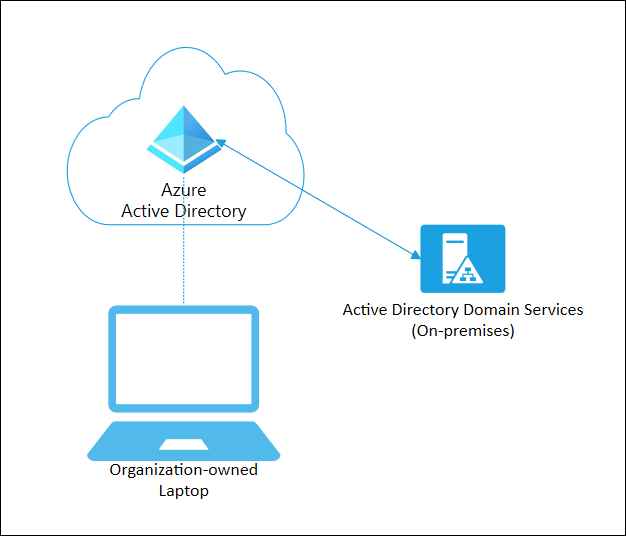 Azure
Active Directory
Active Directory Domain Services
(On-premises)
Organization-owned
Laptop